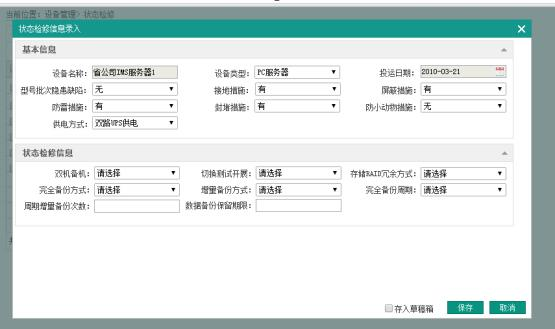 当前位置: 设备管理> 状态检修
状态检修信息录入
基本信息
设备名称: 省公司IMS服务器1 设备类型: PC服务器 投运日期: 2010-03-21
型号批次隐患缺陷: 无 接地措施: 有 屏蔽措施: 有
防雷措施: 有 封堵措施: 有 防小动物措施: 无
供电方式: 双路UPS供电
状态检修信息
双机备机: 请选择 切换测试开展: 请选择 存储RAID冗余方式: 请选择
完全备份方式: 请选择 增量备份方式: 请选择 完全备份周期: 请选择
周期增量备份次数: 数据备份保留期限:
存入草稿箱 保存 取消